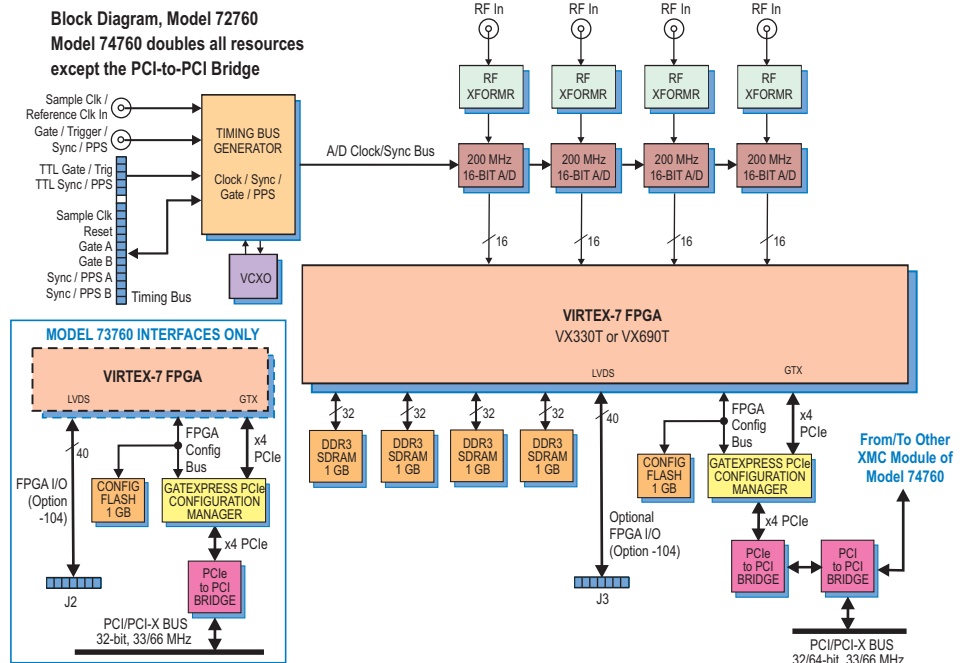 Block Diagram, Model 72760
Model 74760 doubles all resources
except the PCI-to-PCI Bridge
RF In
RF In
RF In
RF In
RF
XFORMR
RF
XFORMR
RF
XFORMR
RF
XFORMR
Sample Clk /
Reference Clk In
Gate / Trigger /
Sync / PPS
TTL Gate / Trig
TTL Sync / PPS
Sample Clk
Reset
Gate A
Gate B
Sync / PPS A
Sync / PPS B
Timing Bus
TIMING BUS
GENERATOR
Clock / Sync /
Gate / PPS
VCXO
A/D Clock/Sync Bus
200 MHz
16-BIT A/D
200 MHz
16-BIT A/D
200 MHz
16-BIT A/D
200 MHz
16-BIT A/D
16
16
16
16
VIRTEX-7 FPGA
VX330T or VX690T
LVDS
GTX
32
32
32
32
40
DDR3
SDRAM
1 GB
DDR3
SDRAM
1 GB
DDR3
SDRAM
1 GB
DDR3
SDRAM
1 GB
Optional
FPGA I/O
(Option -104)
J3
FPGA
Config
Bus
x4
PCIe
CONFIG
FLASH
1 GB
GATEXPRESS PCIe
CONFIGURATION
MANAGER
x4 PCIe
PCIe
to PCI
BRIDGE
PCI
to PCI
BRIDGE
From/To Other
XMC Module of
Model 74760
PCI/PCI-X BUS
32/64-bit, 33/66 MHz
MODEL 73760 INTERFACES ONLY
VIRTEX-7 FPGA
LVDS
GTX
40
FPGA
Config
Bus
x4
PCIe
FPGA I/O
(Option
-104)
CONFIG
FLASH
1 GB
GATEXPRESS PCIe
CONFIGURATION
MANAGER
x4 PCIe
PCIe
to PCI
BRIDGE
J2
PCI/PCI-X BUS
32-bit, 33/66 MHz